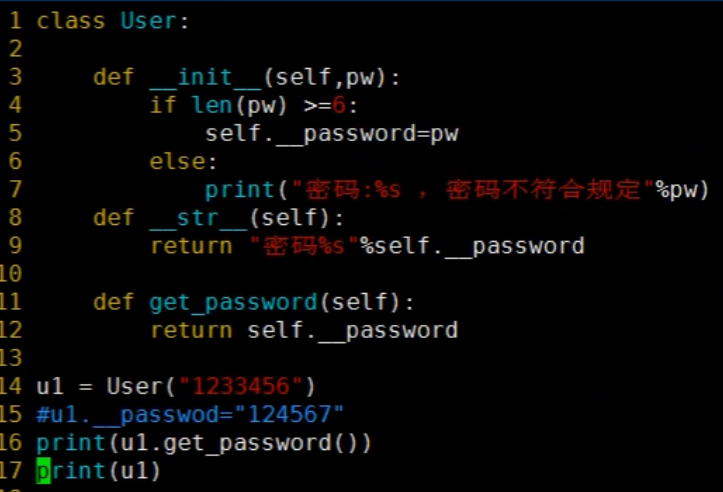 1 class User:
2
3     def __init__(self,pw):
4         if len(pw) >=6:
5             self.__password=pw
6         else:
7             print("密码:%s ，密码不符合规定"%pw)
8     def __str__(self):
9         return "密码%s"%self.__password
10
11     def get_password(self):
12         return self.__password
13
14 u1 = User("1233456")
15 #u1.__passwod="124567"
16 print(u1.get_password())
17 print(u1)